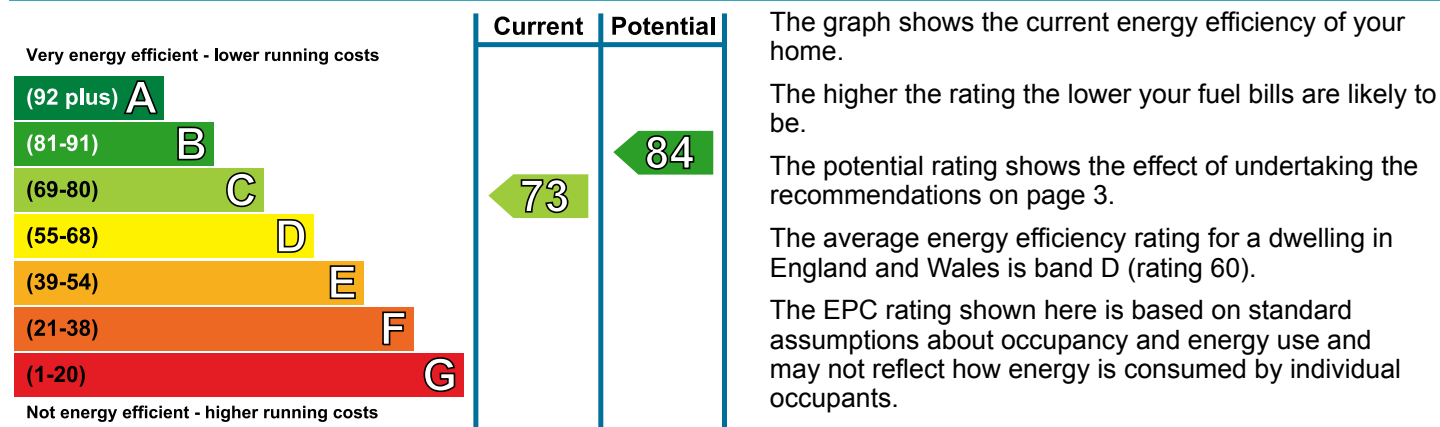 Current Potential
Very energy efficient - lower running costs
(92 plus) A
(81-91) B
(69-80) C
(55-68) D
(39-54) E
(21-38) F
(1-20) G
Not energy efficient - higher running costs
73
84
The graph shows the current energy efficiency of your
home.
The higher the rating the lower your fuel bills are likely to
be.
The potential rating shows the effect of undertaking the
recommendations on page 3.
The average energy efficiency rating for a dwelling in
England and Wales is band D (rating 60).
The EPC rating shown here is based on standard
assumptions about occupancy and energy use and
may not reflect how energy is consumed by individual
occupants.